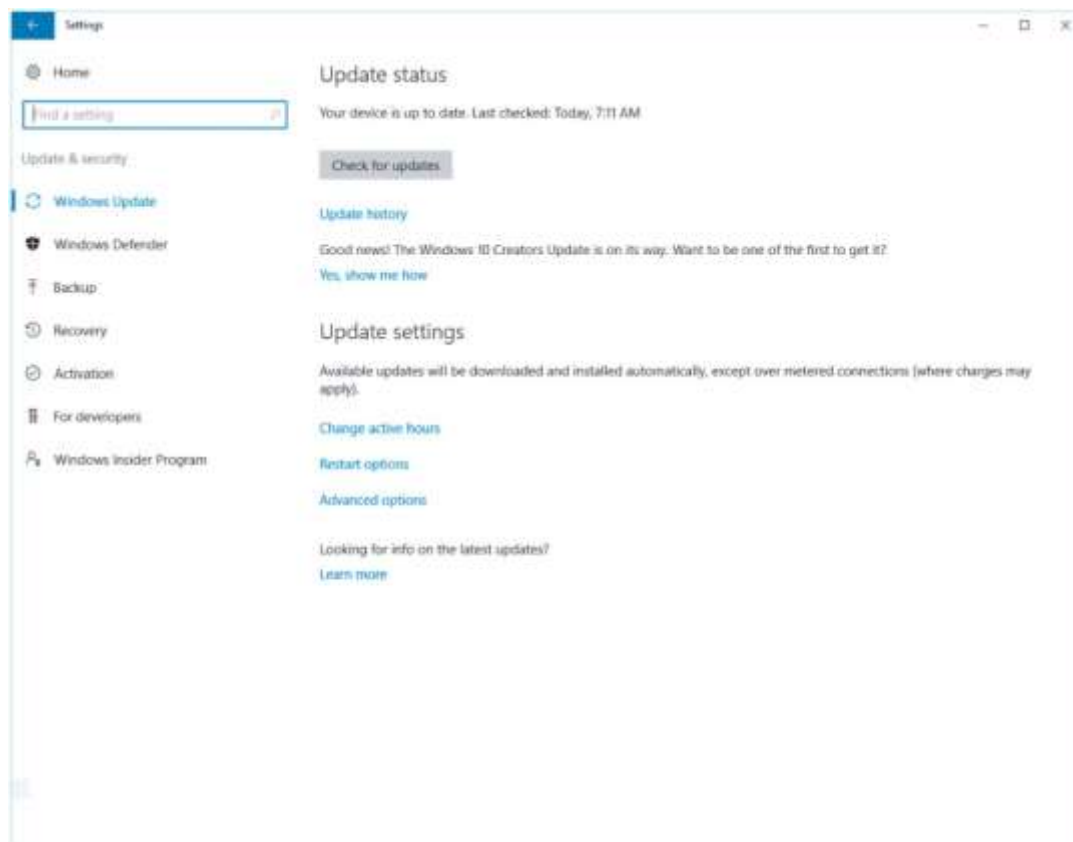 Settings
Home
Find a setting
Update & security
Windows Update
Windows Defender
Backup
Recovery
Activation
For developers
Windows Insider Program
Update status
Your device is up to date. Last checked: Today, 7:11 AM
Check for updates
Update history
Good news! The Windows 10 Creators Update is on its way. Want to be one of the first to get it?
Yes, show me how
Update settings
Available updates will be downloaded and installed automatically, except over metered connections (where charges may
apply).
Change active hours
Restart options
Advanced options
Looking for info on the latest updates?
Learn more